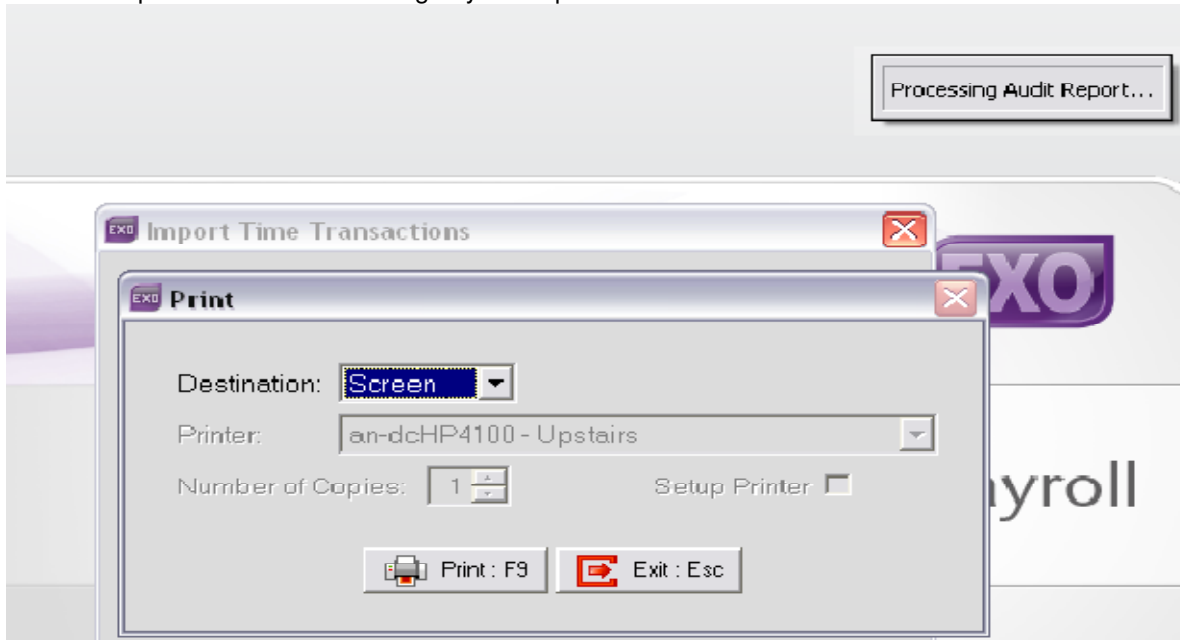 Processing Audit Report...
EXO Import Time Transactions
EXO
EXO Print
Destination: Screen
Printer: an-dcHP4100 - Upstairs
Number of Copies: 1 Setup Printer
ayroll
Print : F9 Exit : Esc